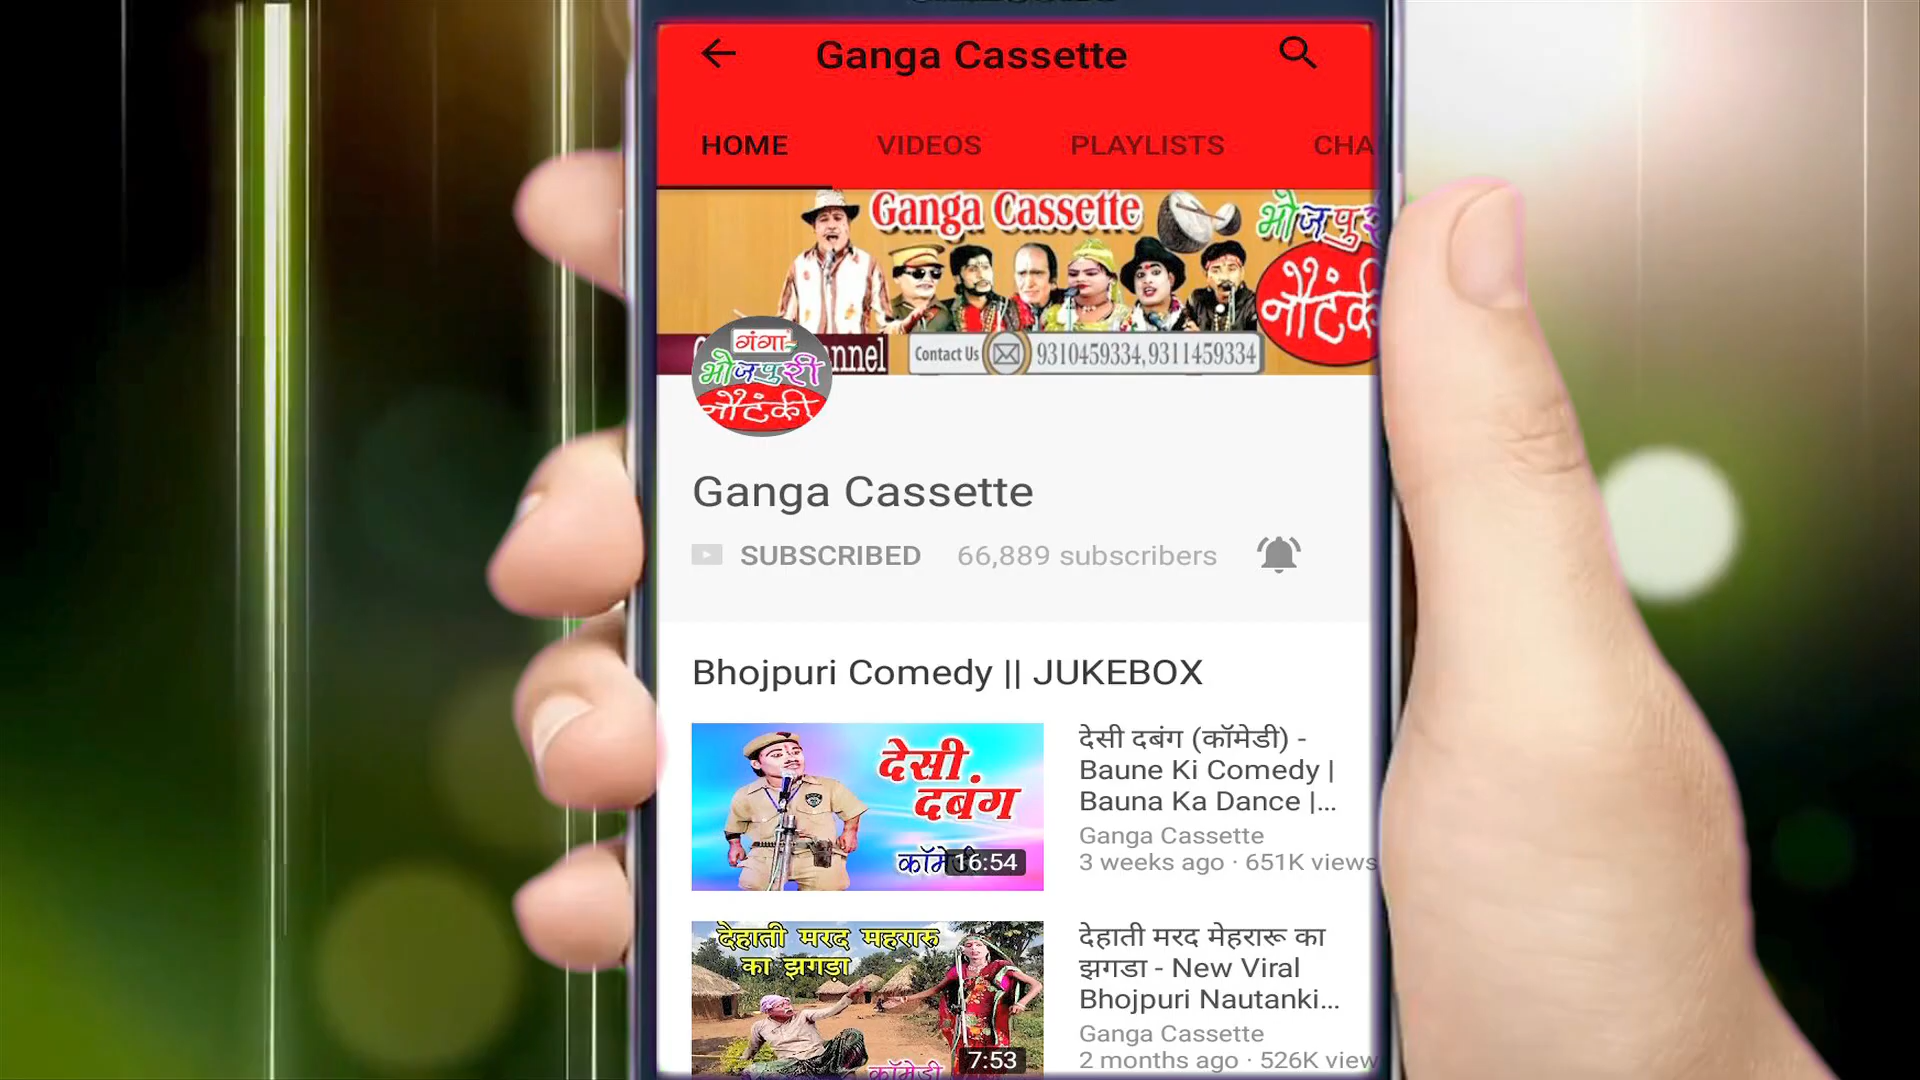 Ganga Cassette
HOME VIDEOS PLAYLISTS CHA
Ganga Cassette
भोजपुरी
नौटंकी
Contact Us 9310459334,9311459334
गंगा
भोजपुरी
नौटंकी
Ganga Cassette
SUBSCRIBED 66,889 subscribers
Bhojpuri Comedy || JUKEBOX
देसी
दबंग
कॉमेडी
16:54
देसी दबंग (कॉमेडी) -
Baune Ki Comedy |
Bauna Ka Dance |...
Ganga Cassette
3 weeks ago · 651K views
देहाती मरद महरारू
का झगड़ा
कॉमेडी
7:53
देहाती मरद मेहरारू का
झगडा - New Viral
Bhojpuri Nautanki...
Ganga Cassette
2 months ago · 526K view